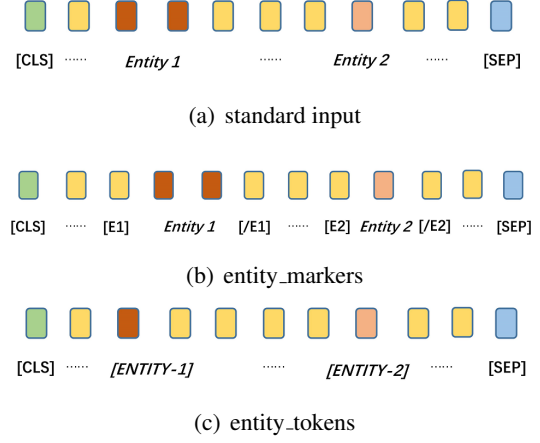 [CLS] ...... Entity 1 ...... Entity 2 ...... [SEP]
(a) standard input
[CLS] ...... [E1] Entity 1 [/E1] ...... [E2] Entity 2 [/E2] ...... [SEP]
(b) entity_markers
[CLS] ...... [ENTITY-1] ...... [ENTITY-2] ...... [SEP]
(c) entity_tokens